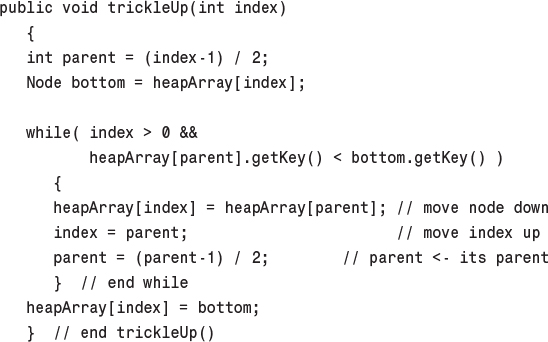 public void trickleUp(int index)
{
int parent = (index-1) / 2;
Node bottom = heapArray[index];
while( index > 0 &&
heapArray[parent].getKey() < bottom.getKey() )
{
heapArray[index] = heapArray[parent]; // move node down
index = parent; // move index up
parent = (parent-1) / 2; // parent <- its parent
} // end while
heapArray[index] = bottom;
} // end trickleUp()